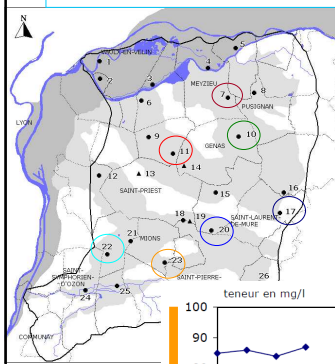 N
VAULX-EN-VELIN
5
1
4
2
3
MEYZIEU
8
7
PUSIGNAN
6
LYON
9
10
GENAS
11
14
12
13
SAINT-PRIEST
15
16
17
18
19
SAINT-LAURENT-
DE-MURE
20
21
MIONS
22
23
SAINT-
SYMPHORIEN-
D'OZON
SAINT-PIERRE-
26
24
25
COMMUNAY
teneur en mg/l
100
90